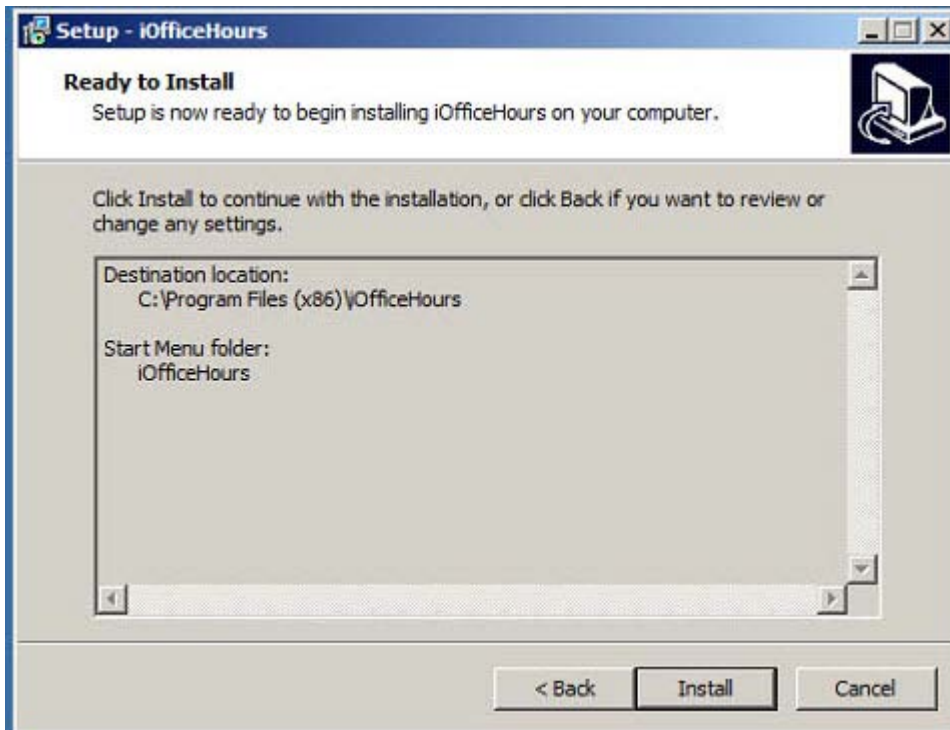 Setup - iOfficeHours
Ready to Install
Setup is now ready to begin installing iOfficeHours on your computer.
Click Install to continue with the installation, or click Back if you want to review or
change any settings.
Destination location:
C:\Program Files (x86)\iOfficeHours
Start Menu folder:
iOfficeHours
< Back
Install
Cancel